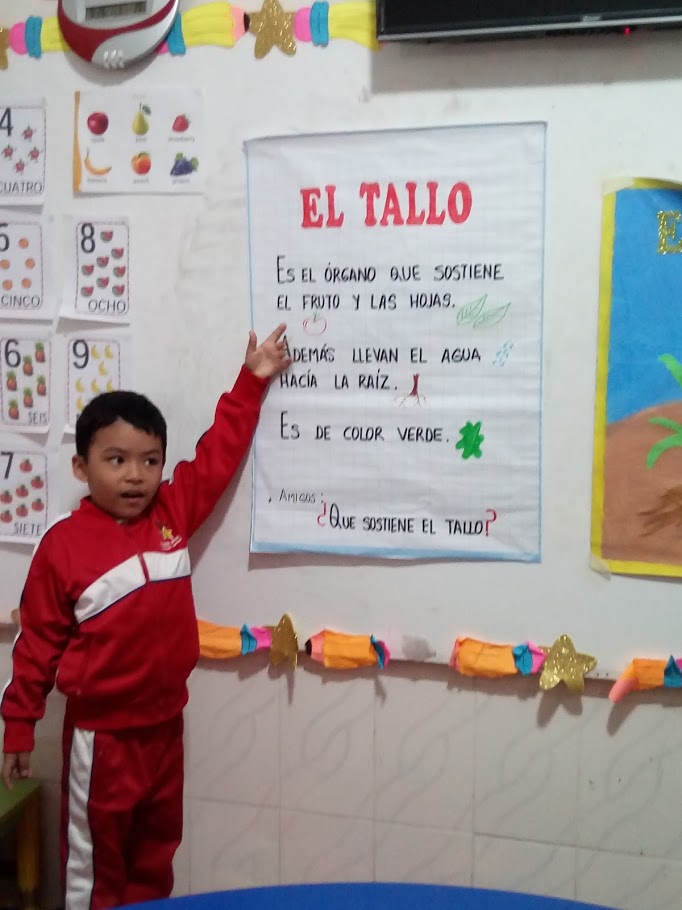 4
CUATRO
5
CINCO
8
OCHO
6
SEIS
9
7
SIETE
EL TALLO
ES EL ÓRGANO QUE SOSTIENE
EL FRUTO Y LAS HOJAS.
ADEMÁS LLEVAN EL AGUA
HACÍA LA RAÍZ.
ES DE COLOR VERDE.
AMIGOS:
¿QUE SOSTIENE EL TALLO?
E